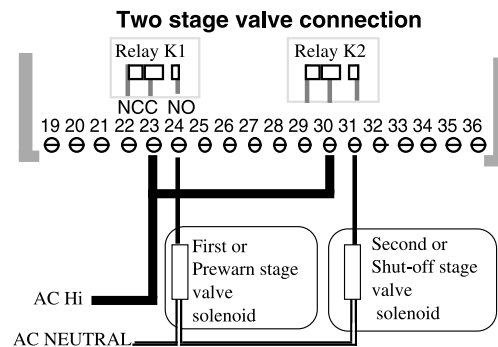 Two stage valve connection
Relay K1 Relay K2
NCC NO
19 20 21 22 23 24 25 26 27 28 29 30 31 32 33 34 35 36
First or
Prewarn stage
valve
solenoid
Second or
Shut-off stage
valve
solenoid
AC Hi
AC NEUTRAL